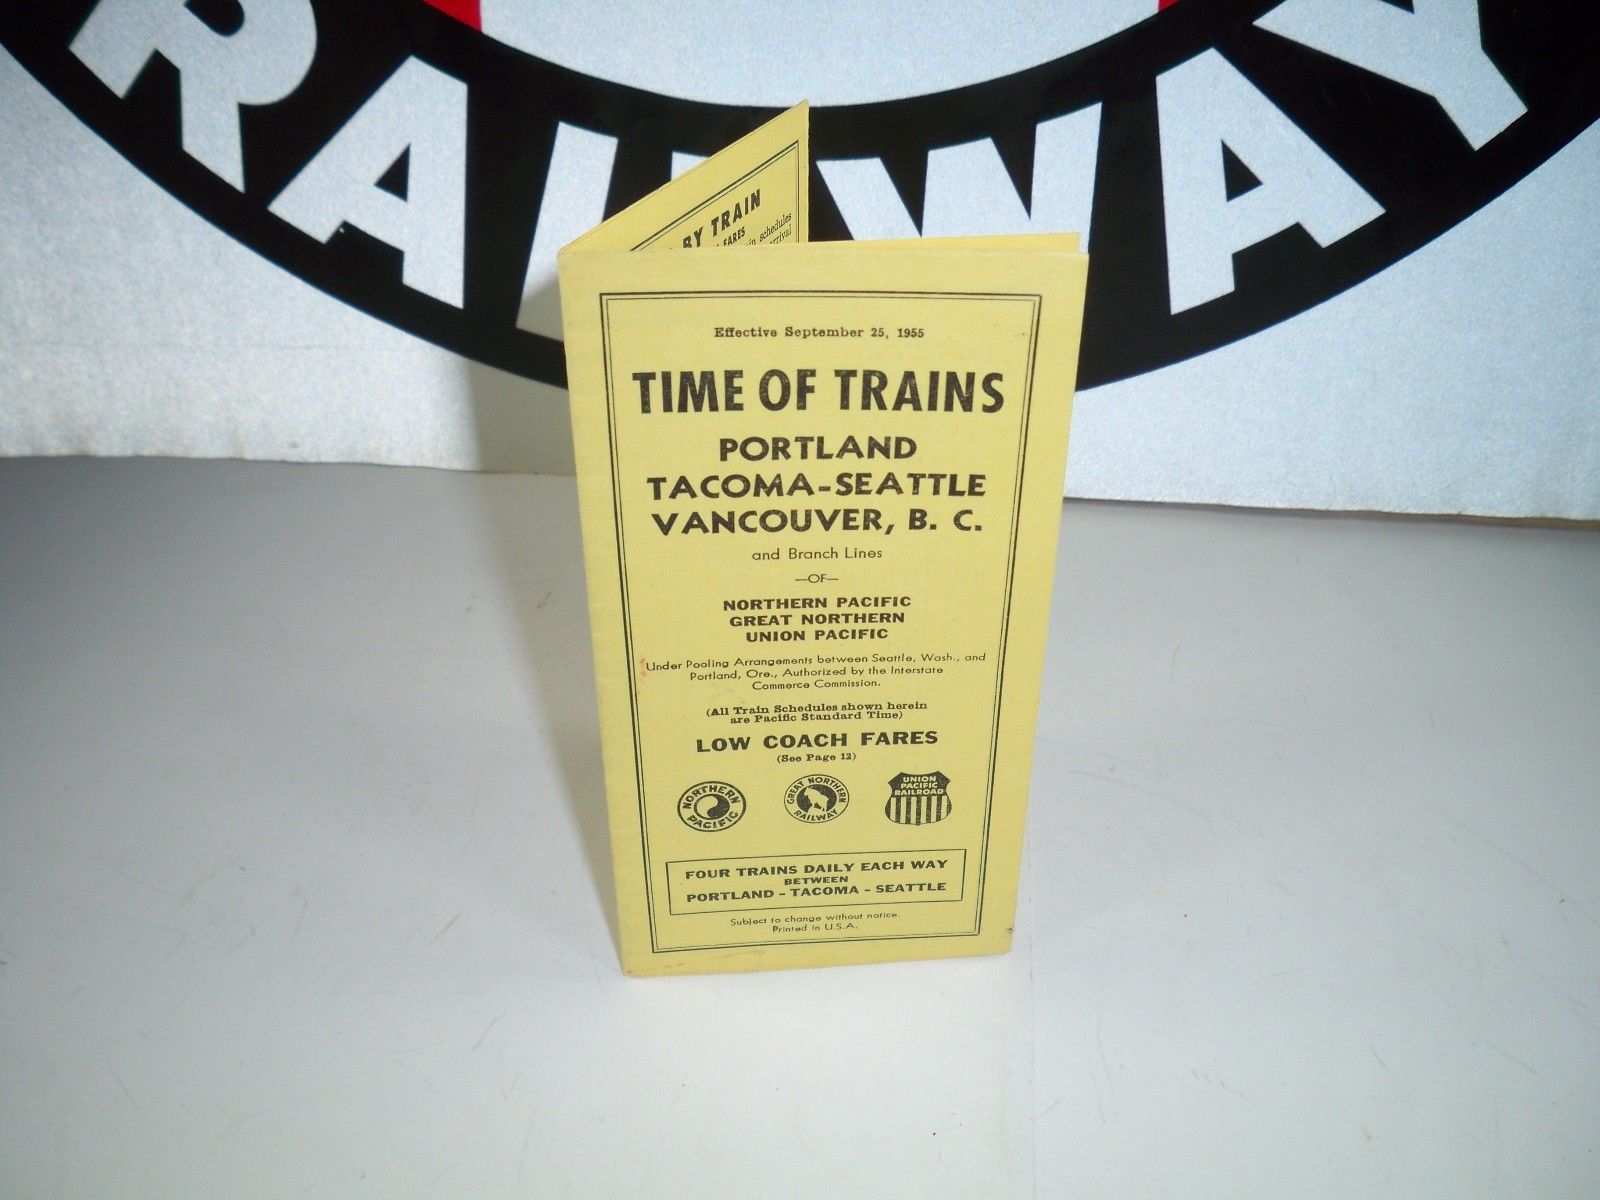 RAILWAY
BY TRAIN
FARES
schedules
Effective September 25, 1955
TIME OF TRAINS
PORTLAND
TACOMA-SEATTLE
VANCOUVER, B. C.
and Branch Lines
—OF—
NORTHERN PACIFIC
GREAT NORTHERN
UNION PACIFIC
Under Pooling Arrangements between Seattle, Wash., and
Portland, Ore., Authorized by the Interstate
Commerce Commission.
(All Train Schedules shown herein
are Pacific Standard Time)
LOW COACH FARES
(See Page 12)
NORTHERN
PACIFIC
GREAT NORTHERN
RAILWAY
UNION
PACIFIC
RAILROAD
FOUR TRAINS DAILY EACH WAY
BETWEEN
PORTLAND - TACOMA - SEATTLE
Subject to change without notice.
Printed in U.S.A.